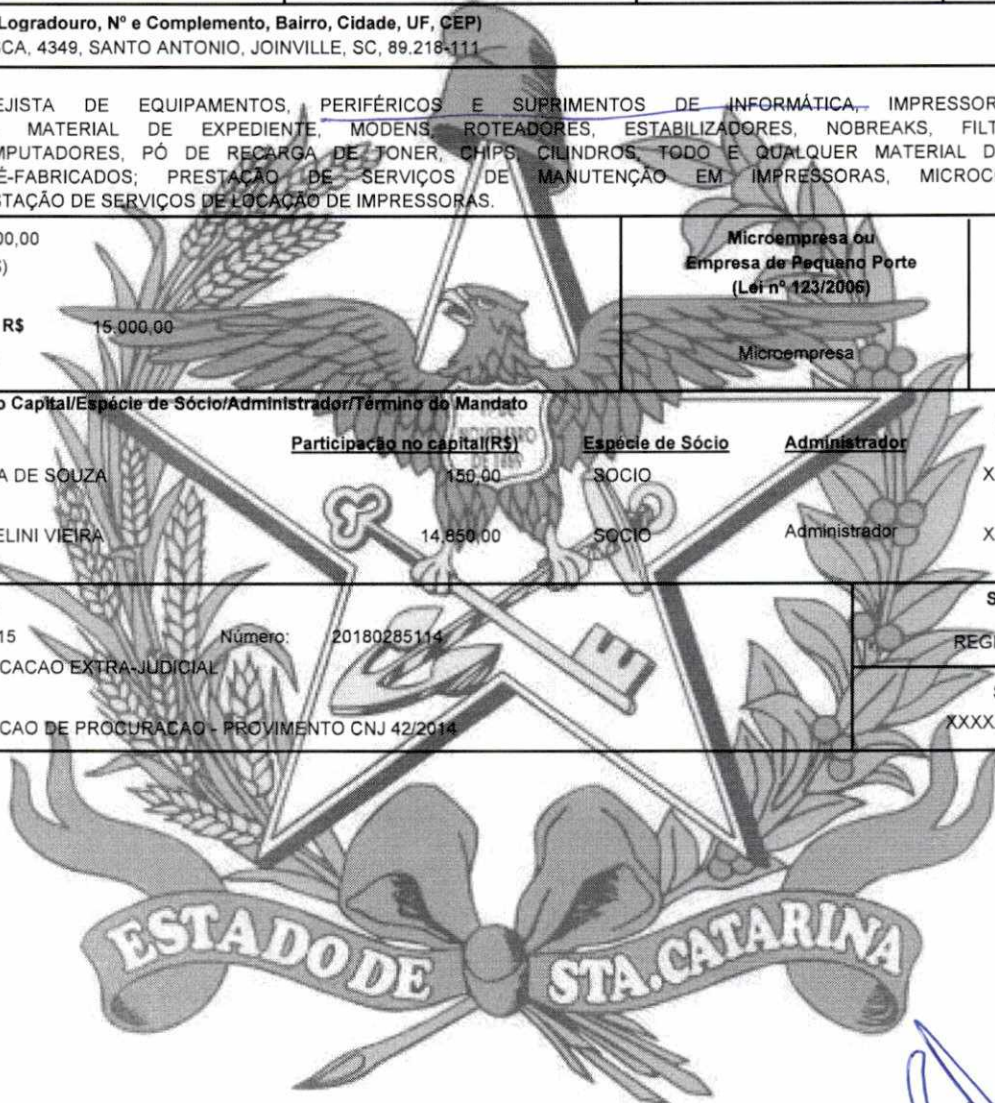 Logradouro, Nº e Complemento, Bairro, Cidade, UF, CEP)
SCA, 4349, SANTO ANTONIO, JOINVILLE, SC, 89.218-111
EJISTA DE EQUIPAMENTOS, PERIFÉRICOS E SUPRIMENTOS DE INFORMÁTICA, IMPRESSOR
MATERIAL DE EXPEDIENTE, MODENS, ROTEADORES, ESTABILIZADORES, NOBREAKS, FILT
MPUTADORES, PÓ DE RECARGA DE TONER, CHIPS, CILINDROS, TODO E QUALQUER MATERIAL D
É-FABRICADOS; PRESTAÇÃO DE SERVIÇOS DE MANUTENÇÃO EM IMPRESSORAS, MICROC
STAÇÃO DE SERVIÇOS DE LOCAÇÃO DE IMPRESSORAS.
00,00
S)
R$ 15.000,00
Microempresa ou
Empresa de Pequeno Porte
(Lei nº 123/2006)
Microempresa
o Capital/Espécie de Sócio/Administrador/Término do Mandato
Participação no capital(R$) Espécie de Sócio Administrador
A DE SOUZA 150,00 SOCIO X
ELINI VIEIRA 14.850,00 SOCIO Administrador X
15 Número: 20180285114
CACAO EXTRA-JUDICIAL
CAO DE PROCURACAO - PROVIMENTO CNJ 42/2014
S
REGI
S
XXXX
NOVEMBRO
ESTADO DE STA.CATARINA